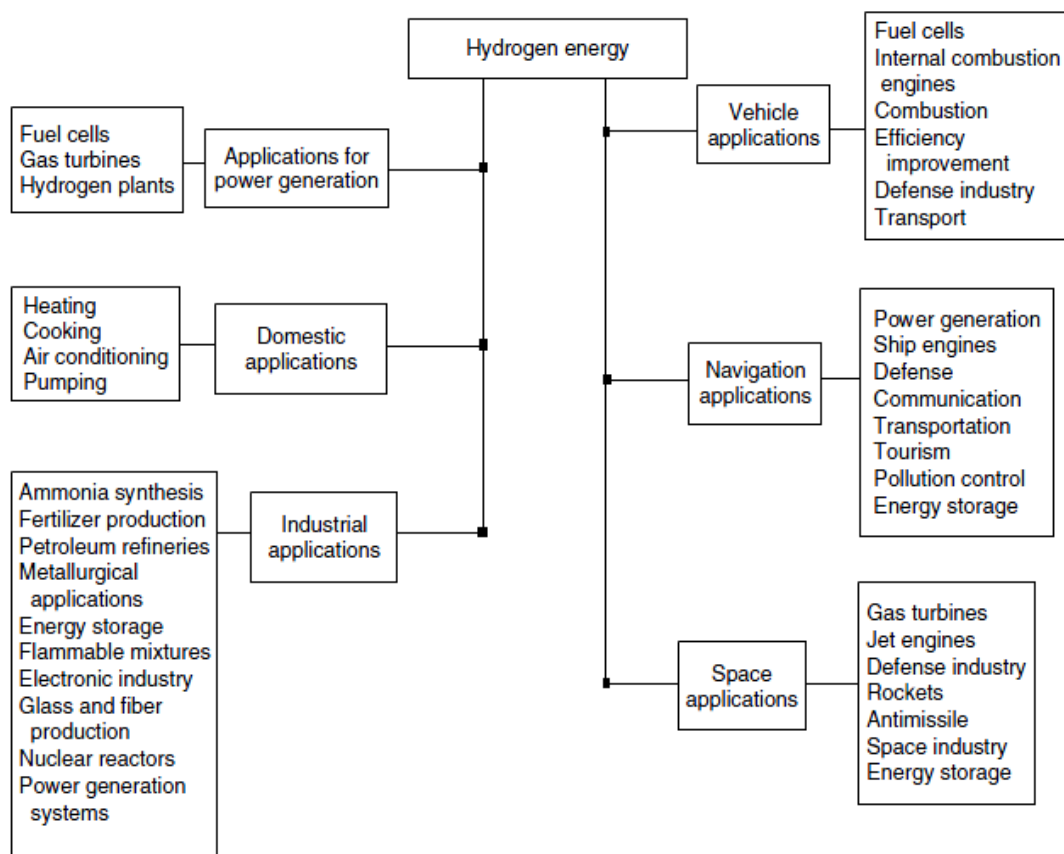 Hydrogen energy
Fuel cells
Gas turbines
Hydrogen plants
Applications for
power generation
Heating
Cooking
Air conditioning
Pumping
Domestic
applications
Ammonia synthesis
Fertilizer production
Petroleum refineries
Metallurgical
applications
Energy storage
Flammable mixtures
Electronic industry
Glass and fiber
production
Nuclear reactors
Power generation
systems
Industrial
applications
Vehicle
applications
Fuel cells
Internal combustion
engines
Combustion
Efficiency
improvement
Defense industry
Transport
Navigation
applications
Power generation
Ship engines
Defense
Communication
Transportation
Tourism
Pollution control
Energy storage
Space
applications
Gas turbines
Jet engines
Defense industry
Rockets
Antimissile
Space industry
Energy storage